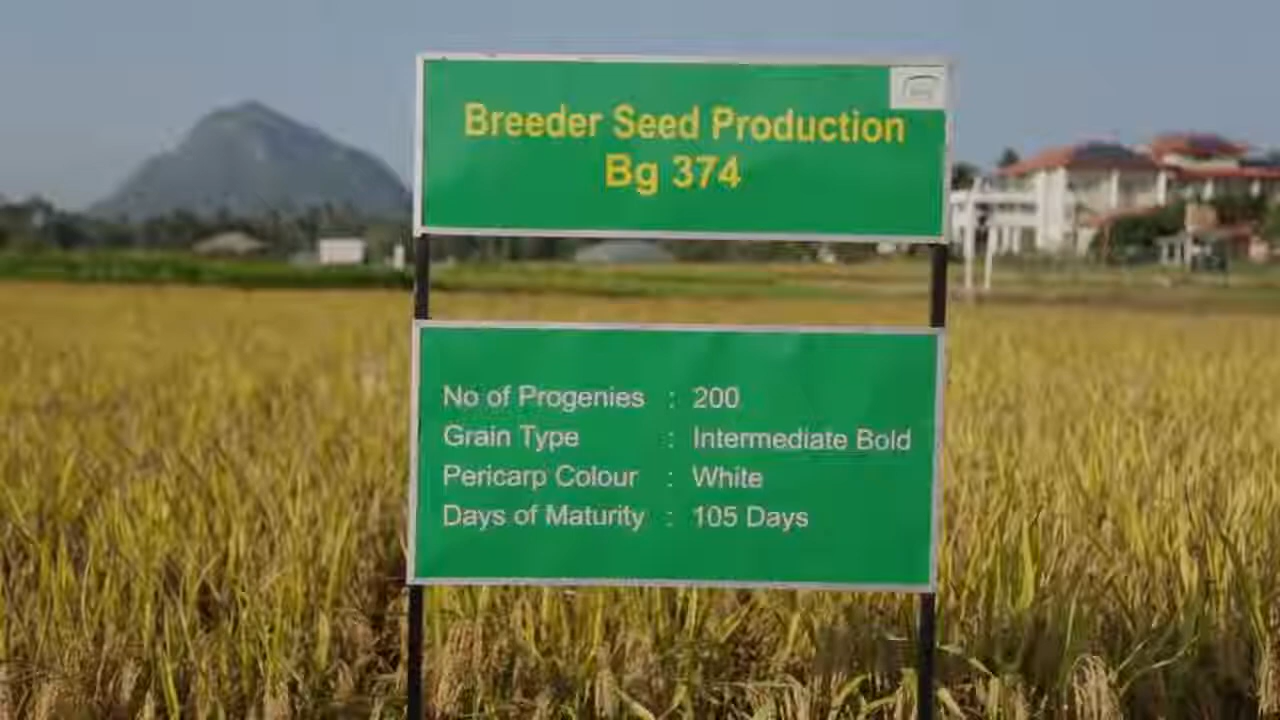 Breeder Seed Production
Bg 374
No of Progenies : 200
Grain Type : Intermediate Bold
Pericarp Colour : White
Days of Maturity : 105 Days